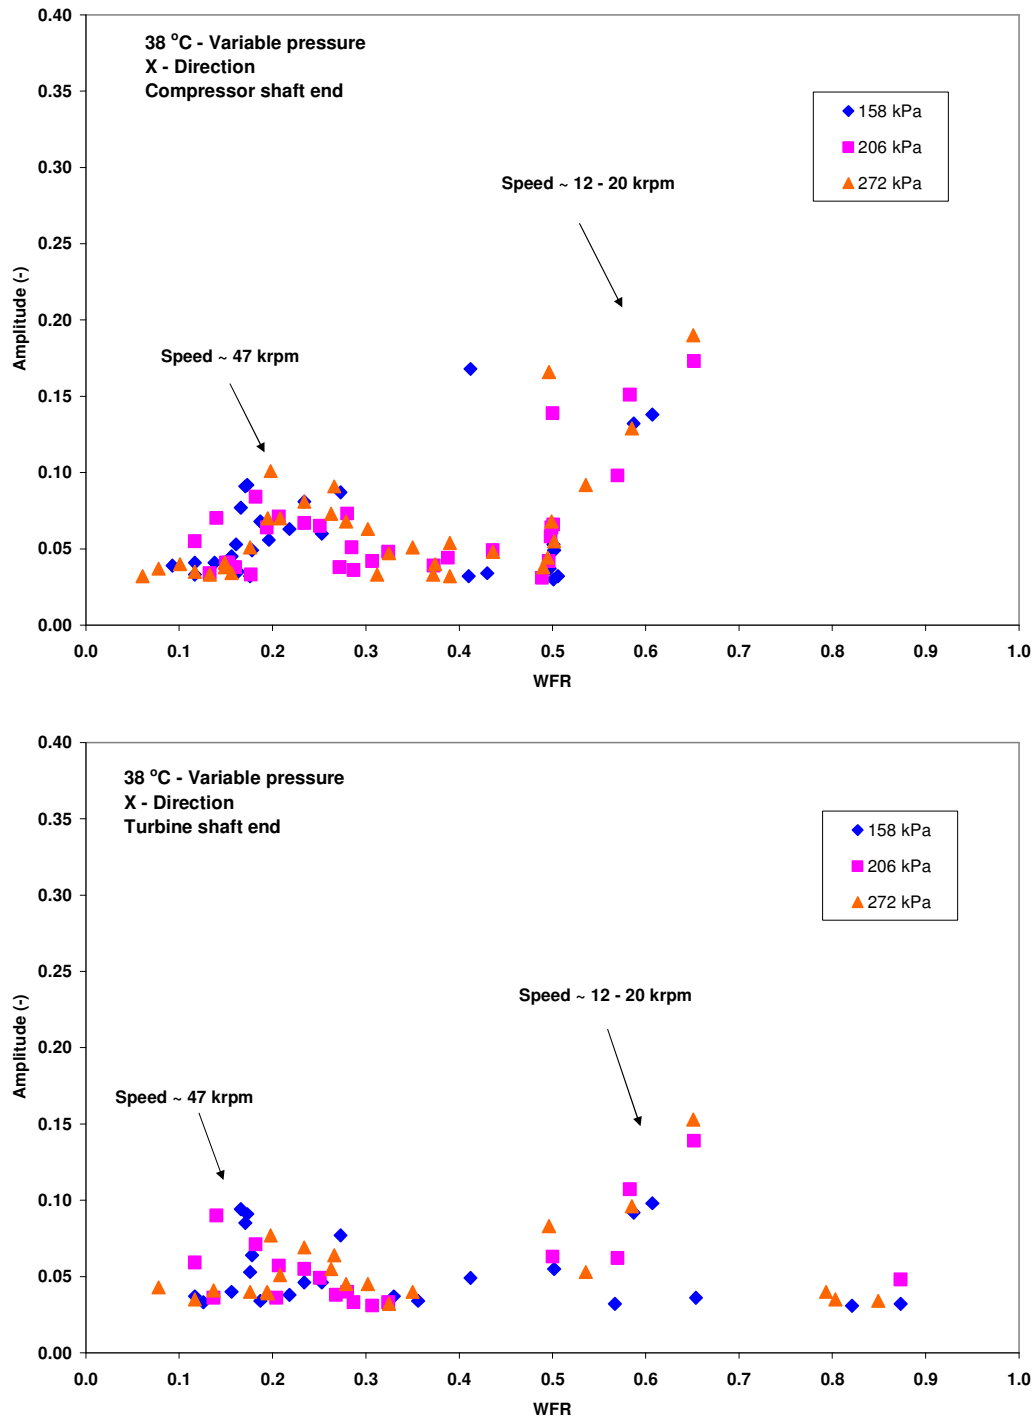 0.40
38 °C - Variable pressure
X - Direction
Compressor shaft end
0.35
158 kPa
206 kPa
272 kPa
0.30
Speed ~ 12 - 20 krpm
0.25
Amplitude (-)
0.20
Speed ~ 47 krpm
0.15
0.10
0.05
0.00
0.0 0.1 0.2 0.3 0.4 0.5 0.6 0.7 0.8 0.9 1.0
WFR
0.40
38 °C - Variable pressure
X - Direction
Turbine shaft end
0.35
158 kPa
206 kPa
272 kPa
0.30
0.25
Speed ~ 12 - 20 krpm
Amplitude (-)
0.20
Speed ~ 47 krpm
0.15
0.10
0.05
0.00
0.0 0.1 0.2 0.3 0.4 0.5 0.6 0.7 0.8 0.9 1.0
WFR